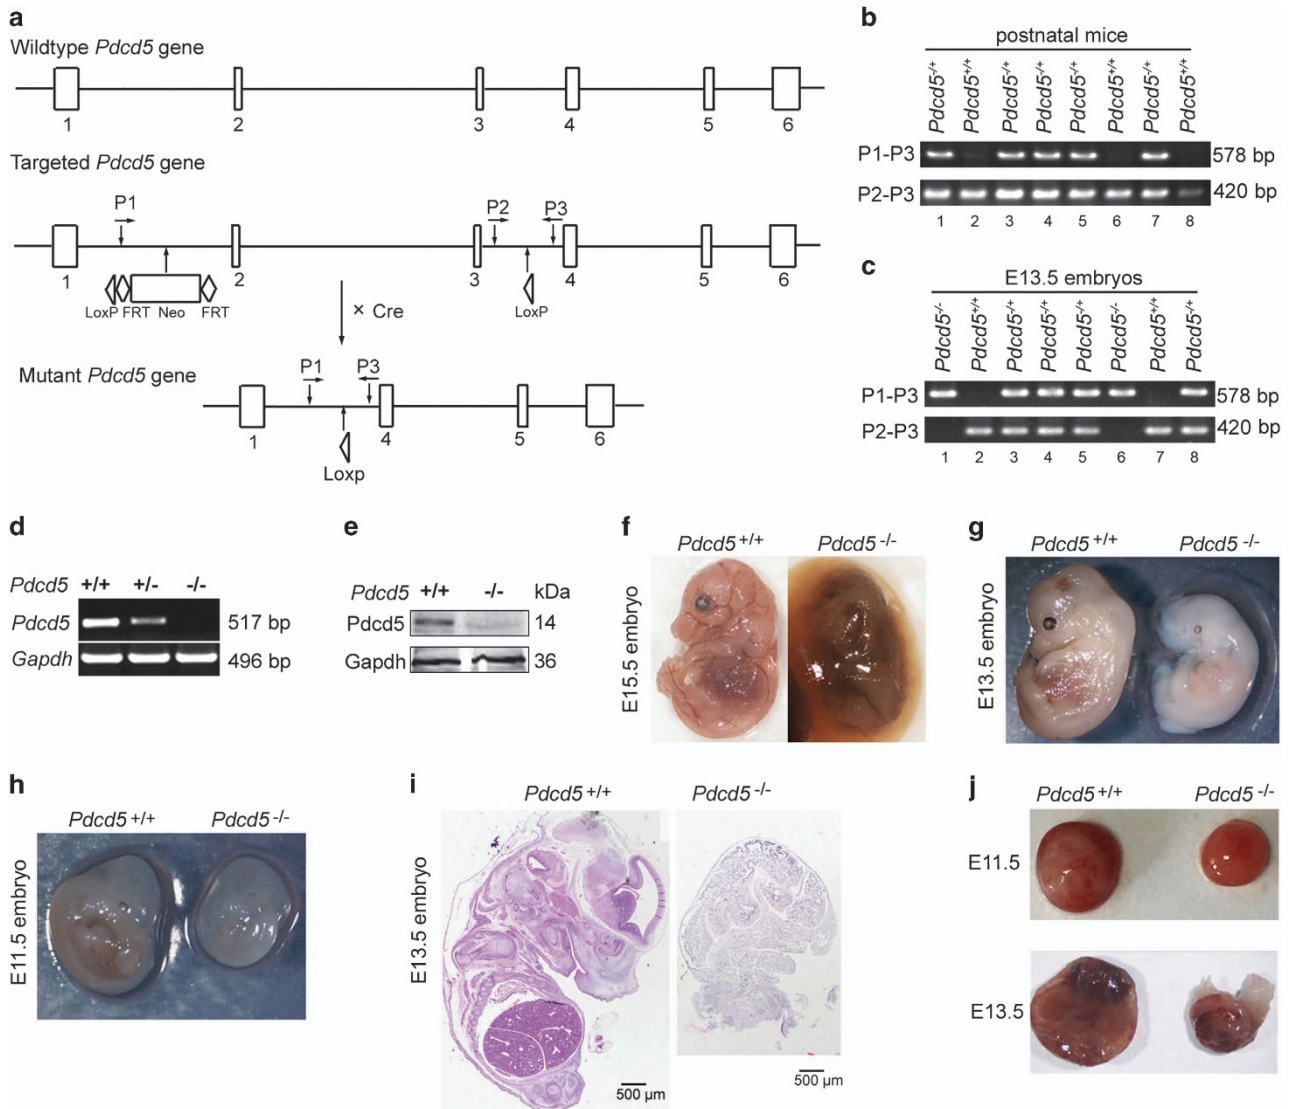 a
Wildtype Pdcd5 gene
1 2 3 4 5 6
Targeted Pdcd5 gene
P1 P2 P3
1 2 3 4 5 6
LoxP FRT Neo FRT LoxP
× Cre
Mutant Pdcd5 gene
P1 P3
1 4 5 6
Loxp
b
postnatal mice
Pdcd5-/+ Pdcd5+/+ Pdcd5-/+ Pdcd5-/+ Pdcd5-/+ Pdcd5+/+ Pdcd5-/+ Pdcd5+/+
P1-P3 578 bp
P2-P3 420 bp
1 2 3 4 5 6 7 8
c
E13.5 embryos
Pdcd5-/- Pdcd5+/+ Pdcd5-/+ Pdcd5-/+ Pdcd5-/+ Pdcd5-/- Pdcd5+/+ Pdcd5-/+
P1-P3 578 bp
P2-P3 420 bp
1 2 3 4 5 6 7 8
d
Pdcd5 +/+ +/- -/-
Pdcd5 517 bp
Gapdh 496 bp
e
Pdcd5 +/+ -/- kDa
Pdcd5 14
Gapdh 36
f
Pdcd5 +/+ Pdcd5 -/-
E15.5 embryo
g
Pdcd5 +/+ Pdcd5 -/-
E13.5 embryo
h
Pdcd5 +/+ Pdcd5 -/-
E11.5 embryo
i
Pdcd5 +/+ Pdcd5 -/-
E13.5 embryo
500 µm 500 µm
j
Pdcd5 +/+ Pdcd5 -/-
E11.5
E13.5